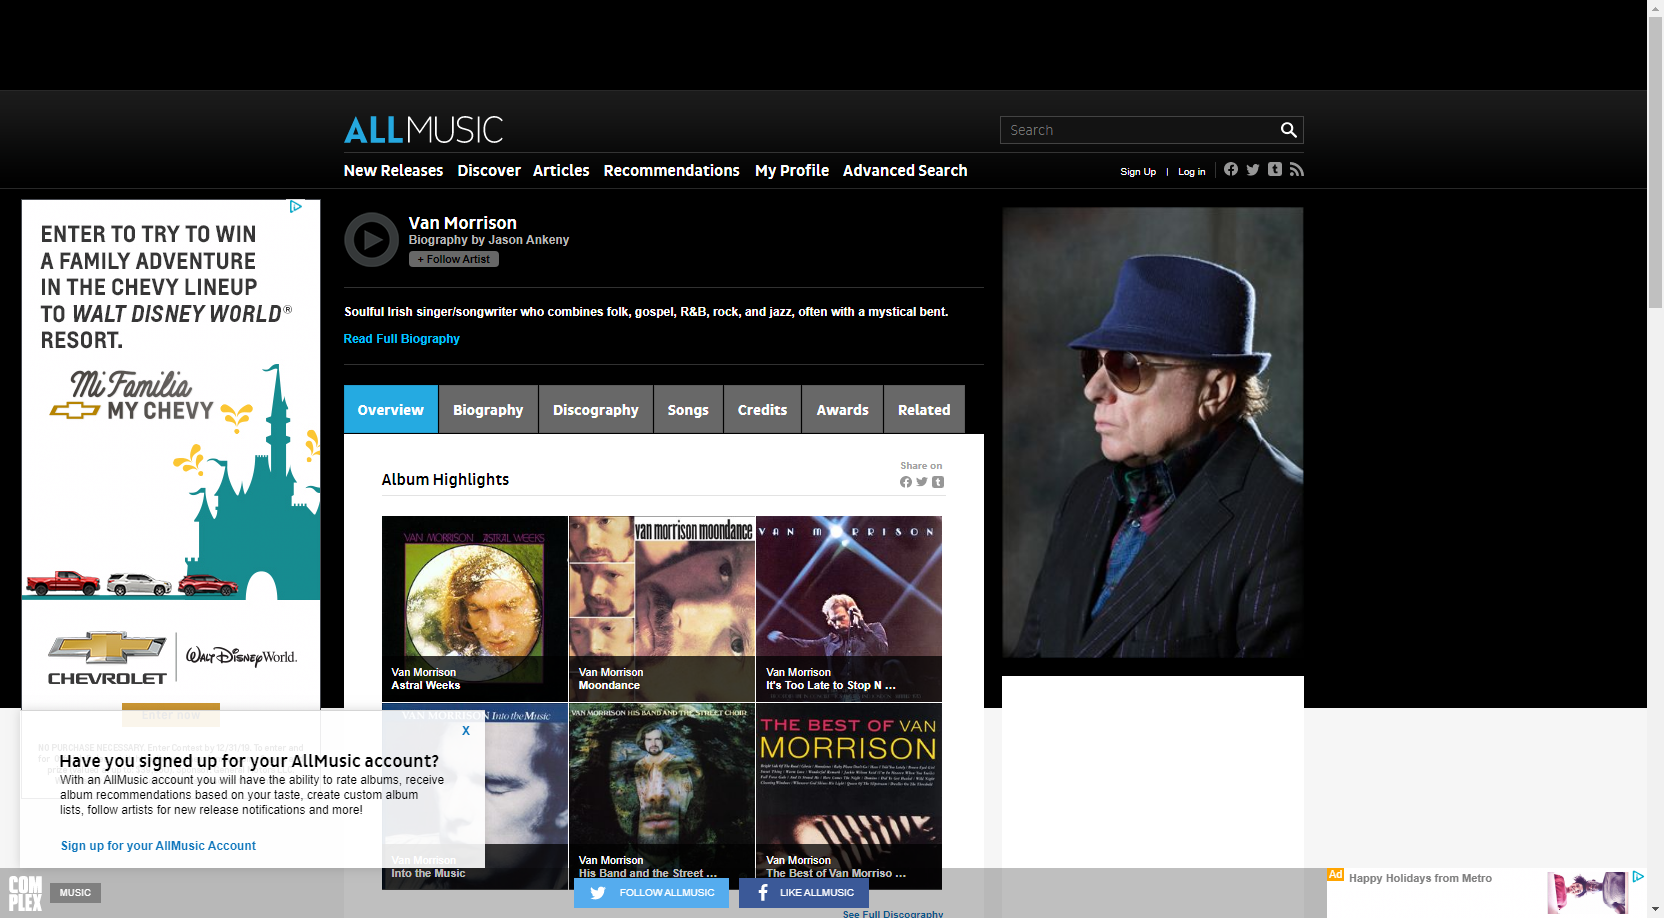 ALLMUSIC
Search
New Releases
Discover
Articles
Recommendations
My Profile
Advanced Search
Sign Up
|
Log in
ENTER TO TRY TO WIN
A FAMILY ADVENTURE
IN THE CHEVY LINEUP
TO WALT DISNEY WORLD®
RESORT.
Mi Familia
MY CHEVY
CHEVROLET
WALT DISNEY World.
Enter now
NO PURCHASE NECESSARY. Enter Contest by 12/31/19. To enter and
Van Morrison
Biography by Jason Ankeny
+ Follow Artist
Soulful Irish singer/songwriter who combines folk, gospel, R&B, rock, and jazz, often with a mystical bent.
Read Full Biography
Overview
Biography
Discography
Songs
Credits
Awards
Related
Album Highlights
Share on
VAN MORRISON ASTRAL WEEKS
Van Morrison
Astral Weeks
van morrison moondance
Van Morrison
Moondance
VAN MORRISON
Van Morrison
It's Too Late to Stop N ...
VAN MORRISON Into the Music
Van Morrison
Into the Music
VAN MORRISON HIS BAND AND THE STREET CHOIR
Van Morrison
His Band and the Street ...
THE BEST OF VAN
MORRISON
Van Morrison
The Best of Van Morriso ...
See Full Discography
X
Have you signed up for your AllMusic account?
With an AllMusic account you will have the ability to rate albums, receive
album recommendations based on your taste, create custom album
lists, follow artists for new release notifications and more!
Sign up for your AllMusic Account
COM
PLEX
MUSIC
FOLLOW ALLMUSIC
LIKE ALLMUSIC
Ad
Happy Holidays from Metro